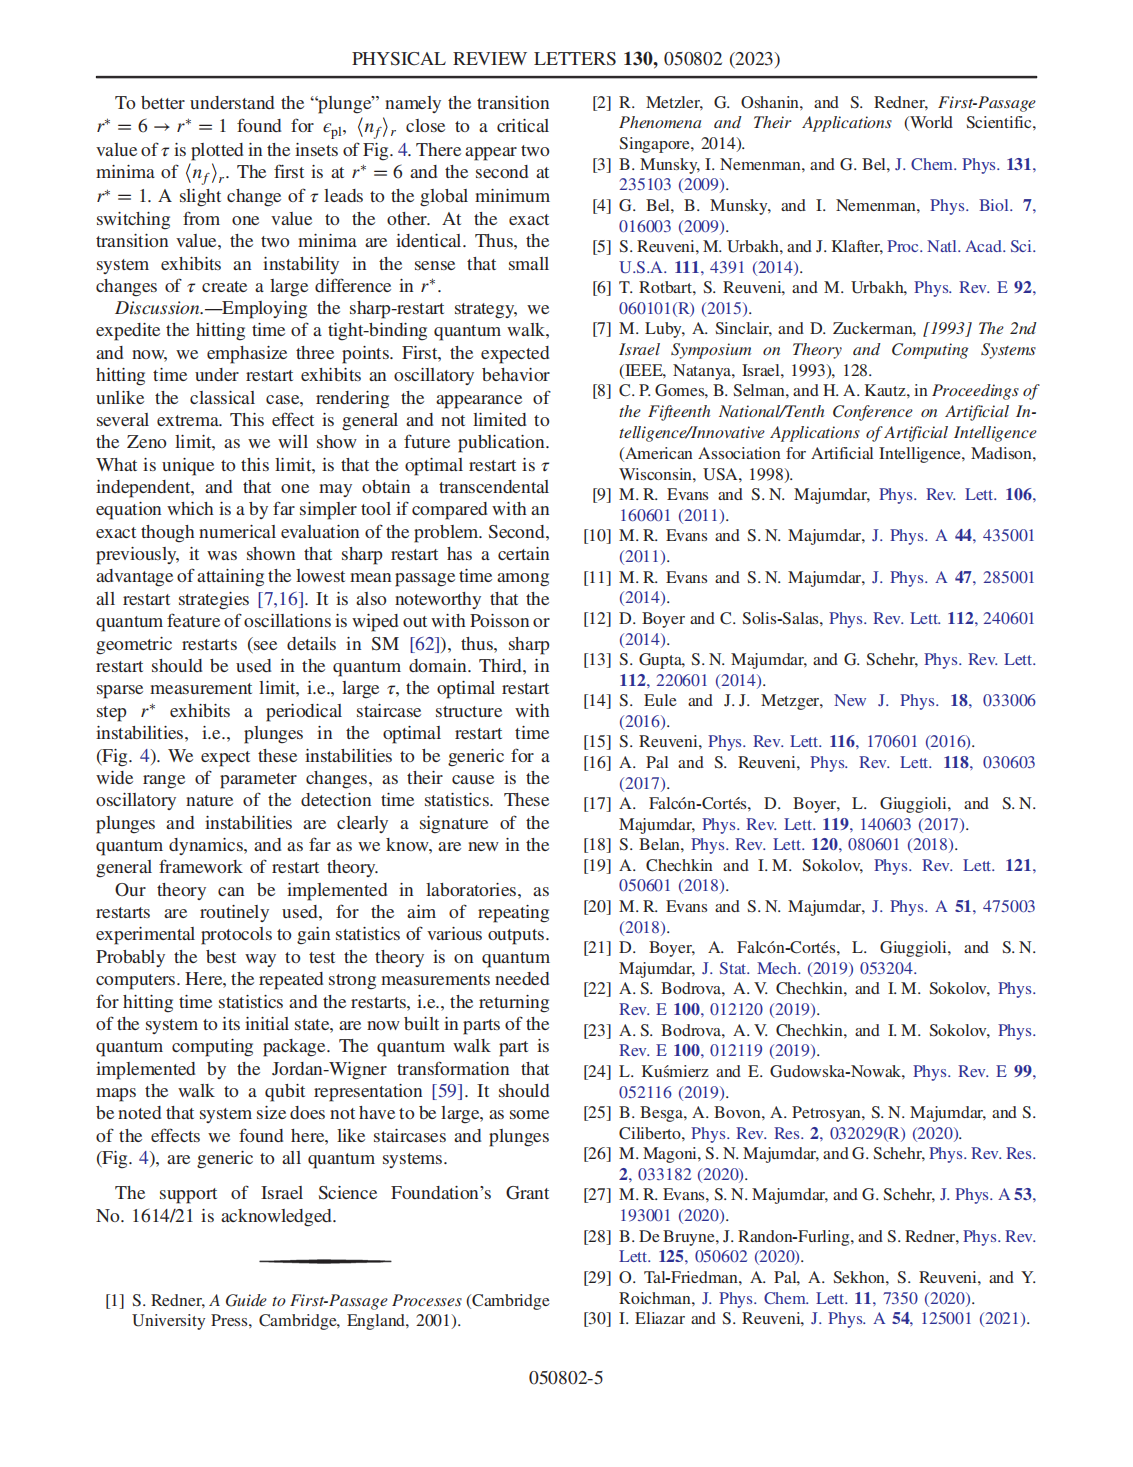 PHYSICAL REVIEW LETTERS 130, 050802 (2023)
To better understand the “plunge” namely the transition
r* = 6 → r* = 1 found for ϵpl, ⟨nf⟩r close to a critical
value of τ is plotted in the insets of Fig. 4. There appear two
minima of ⟨nf⟩r. The first is at r* = 6 and the second at
r* = 1. A slight change of τ leads to the global minimum
switching from one value to the other. At the exact
transition value, the two minima are identical. Thus, the
system exhibits an instability in the sense that small
changes of τ create a large difference in r*.
Discussion.—Employing the sharp-restart strategy, we
expedite the hitting time of a tight-binding quantum walk,
and now, we emphasize three points. First, the expected
hitting time under restart exhibits an oscillatory behavior
unlike the classical case, rendering the appearance of
several extrema. This effect is general and not limited to
the Zeno limit, as we will show in a future publication.
What is unique to this limit, is that the optimal restart is τ
independent, and that one may obtain a transcendental
equation which is a by far simpler tool if compared with an
exact though numerical evaluation of the problem. Second,
previously, it was shown that sharp restart has a certain
advantage of attaining the lowest mean passage time among
all restart strategies [7,16]. It is also noteworthy that the
quantum feature of oscillations is wiped out with Poisson or
geometric restarts (see details in SM [62]), thus, sharp
restart should be used in the quantum domain. Third, in
sparse measurement limit, i.e., large τ, the optimal restart
step r* exhibits a periodical staircase structure with
instabilities, i.e., plunges in the optimal restart time
(Fig. 4). We expect these instabilities to be generic for a
wide range of parameter changes, as their cause is the
oscillatory nature of the detection time statistics. These
plunges and instabilities are clearly a signature of the
quantum dynamics, and as far as we know, are new in the
general framework of restart theory.
Our theory can be implemented in laboratories, as
restarts are routinely used, for the aim of repeating
experimental protocols to gain statistics of various outputs.
Probably the best way to test the theory is on quantum
computers. Here, the repeated strong measurements needed
for hitting time statistics and the restarts, i.e., the returning
of the system to its initial state, are now built in parts of the
quantum computing package. The quantum walk part is
implemented by the Jordan-Wigner transformation that
maps the walk to a qubit representation [59]. It should
be noted that system size does not have to be large, as some
of the effects we found here, like staircases and plunges
(Fig. 4), are generic to all quantum systems.
The support of Israel Science Foundation’s Grant
No. 1614/21 is acknowledged.
[1] S. Redner, A Guide to First-Passage Processes (Cambridge
University Press, Cambridge, England, 2001).
[2] R. Metzler, G. Oshanin, and S. Redner, First-Passage
Phenomena and Their Applications (World Scientific,
Singapore, 2014).
[3] B. Munsky, I. Nemenman, and G. Bel, J. Chem. Phys. 131,
235103 (2009).
[4] G. Bel, B. Munsky, and I. Nemenman, Phys. Biol. 7,
016003 (2009).
[5] S. Reuveni, M. Urbakh, and J. Klafter, Proc. Natl. Acad. Sci.
U.S.A. 111, 4391 (2014).
[6] T. Rotbart, S. Reuveni, and M. Urbakh, Phys. Rev. E 92,
060101(R) (2015).
[7] M. Luby, A. Sinclair, and D. Zuckerman, [1993] The 2nd
Israel Symposium on Theory and Computing Systems
(IEEE, Natanya, Israel, 1993), 128.
[8] C. P. Gomes, B. Selman, and H. A. Kautz, in Proceedings of
the Fifteenth National/Tenth Conference on Artificial In-
telligence/Innovative Applications of Artificial Intelligence
(American Association for Artificial Intelligence, Madison,
Wisconsin, USA, 1998).
[9] M. R. Evans and S. N. Majumdar, Phys. Rev. Lett. 106,
160601 (2011).
[10] M. R. Evans and S. N. Majumdar, J. Phys. A 44, 435001
(2011).
[11] M. R. Evans and S. N. Majumdar, J. Phys. A 47, 285001
(2014).
[12] D. Boyer and C. Solis-Salas, Phys. Rev. Lett. 112, 240601
(2014).
[13] S. Gupta, S. N. Majumdar, and G. Schehr, Phys. Rev. Lett.
112, 220601 (2014).
[14] S. Eule and J. J. Metzger, New J. Phys. 18, 033006
(2016).
[15] S. Reuveni, Phys. Rev. Lett. 116, 170601 (2016).
[16] A. Pal and S. Reuveni, Phys. Rev. Lett. 118, 030603
(2017).
[17] A. Falcón-Cortés, D. Boyer, L. Giuggioli, and S. N.
Majumdar, Phys. Rev. Lett. 119, 140603 (2017).
[18] S. Belan, Phys. Rev. Lett. 120, 080601 (2018).
[19] A. Chechkin and I. M. Sokolov, Phys. Rev. Lett. 121,
050601 (2018).
[20] M. R. Evans and S. N. Majumdar, J. Phys. A 51, 475003
(2018).
[21] D. Boyer, A. Falcón-Cortés, L. Giuggioli, and S. N.
Majumdar, J. Stat. Mech. (2019) 053204.
[22] A. S. Bodrova, A. V. Chechkin, and I. M. Sokolov, Phys.
Rev. E 100, 012120 (2019).
[23] A. S. Bodrova, A. V. Chechkin, and I. M. Sokolov, Phys.
Rev. E 100, 012119 (2019).
[24] L. Kuśmierz and E. Gudowska-Nowak, Phys. Rev. E 99,
052116 (2019).
[25] B. Besga, A. Bovon, A. Petrosyan, S. N. Majumdar, and S.
Ciliberto, Phys. Rev. Res. 2, 032029(R) (2020).
[26] M. Magoni, S. N. Majumdar, and G. Schehr, Phys. Rev. Res.
2, 033182 (2020).
[27] M. R. Evans, S. N. Majumdar, and G. Schehr, J. Phys. A 53,
193001 (2020).
[28] B. De Bruyne, J. Randon-Furling, and S. Redner, Phys. Rev.
Lett. 125, 050602 (2020).
[29] O. Tal-Friedman, A. Pal, A. Sekhon, S. Reuveni, and Y.
Roichman, J. Phys. Chem. Lett. 11, 7350 (2020).
[30] I. Eliazar and S. Reuveni, J. Phys. A 54, 125001 (2021).
050802-5